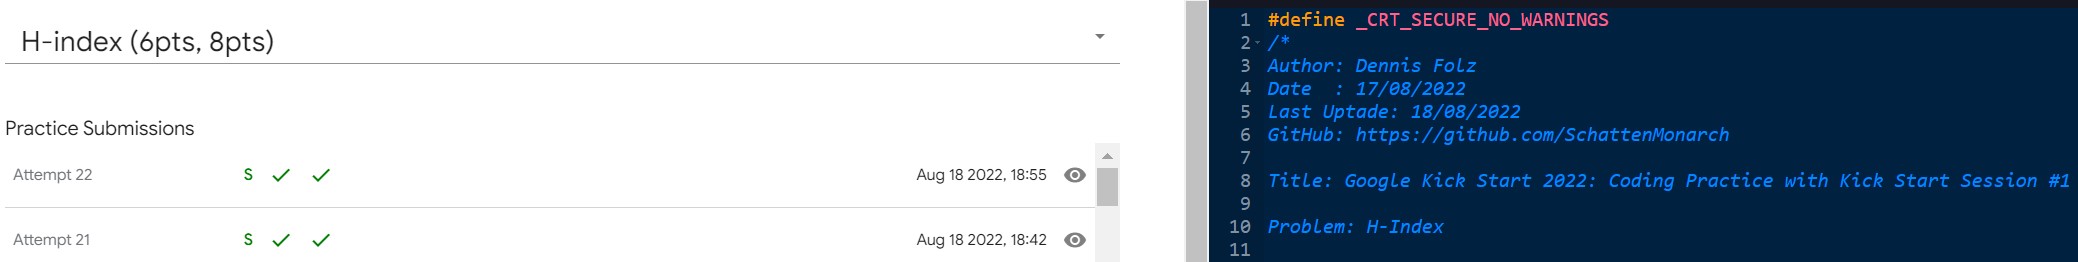 H-index (6pts, 8pts)
Practice Submissions
Attempt 22 S Aug 18 2022, 18:55
Attempt 21 S Aug 18 2022, 18:42
1 #define _CRT_SECURE_NO_WARNINGS
2 /*
3 Author: Dennis Folz
4 Date  : 17/08/2022
5 Last Uptade: 18/08/2022
6 GitHub: https://github.com/SchattenMonarch
7
8 Title: Google Kick Start 2022: Coding Practice with Kick Start Session #1
9
10 Problem: H-Index
11